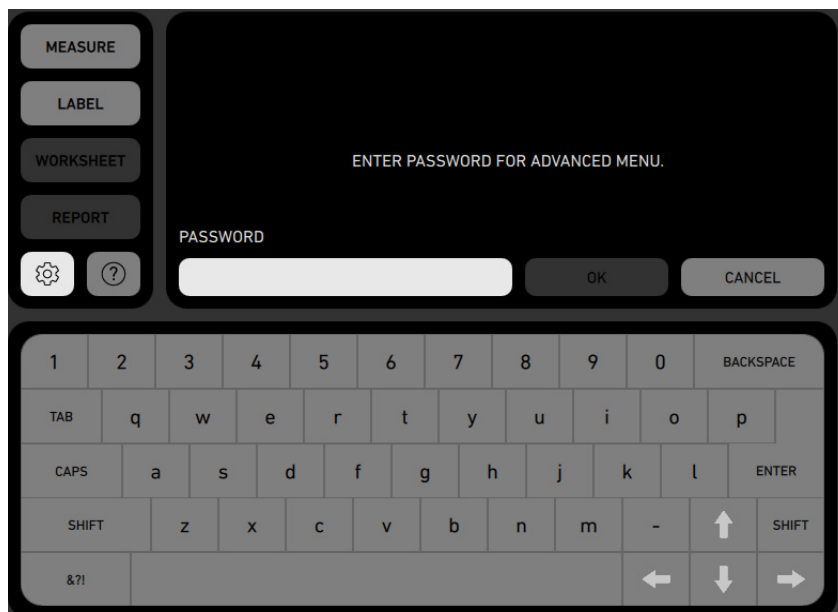 MEASURE
LABEL
WORKSHEET
REPORT
?
ENTER PASSWORD FOR ADVANCED MENU.
PASSWORD
OK CANCEL
1 2 3 4 5 6 7 8 9 0 BACKSPACE
TAB q w e r t y u i o p
CAPS a s d f g h j k l ENTER
SHIFT z x c v b n m - SHIFT
&?!